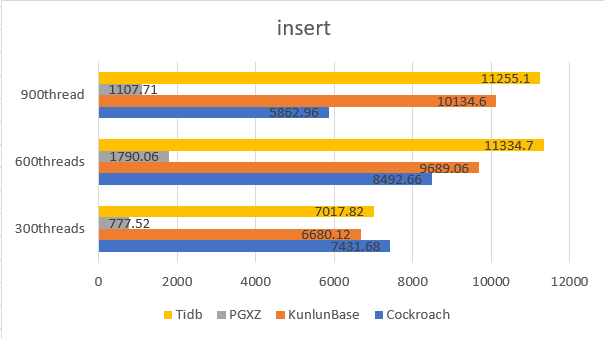 insert
900thread
11255.1
1107.71
10134.6
5862.96
600threads
11334.7
1790.06
9689.06
8492.66
300threads
7017.82
777.52
6680.12
7431.68
0 2000 4000 6000 8000 10000 12000
Tidb PGXZ KunlunBase Cockroach